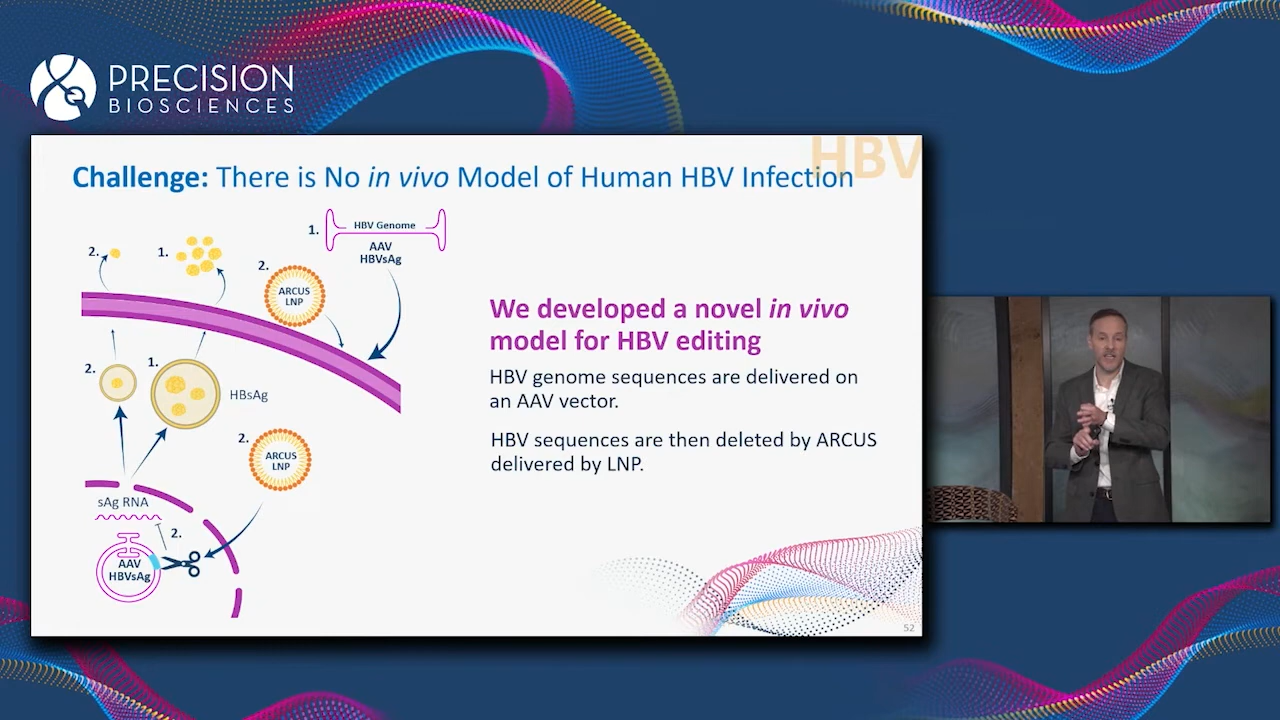 PRECISION
BIOSCIENCES
HBV
Challenge: There is No in vivo Model of Human HBV Infection
1.
HBV Genome
AAV
HBVsAg
2.
1.
2.
ARCUS
LNP
We developed a novel in vivo
model for HBV editing
HBV genome sequences are delivered on
an AAV vector.
HBV sequences are then deleted by ARCUS
delivered by LNP.
2.
1.
HBsAg
2.
ARCUS
LNP
sAg RNA
2.
AAV
HBVsAg
52